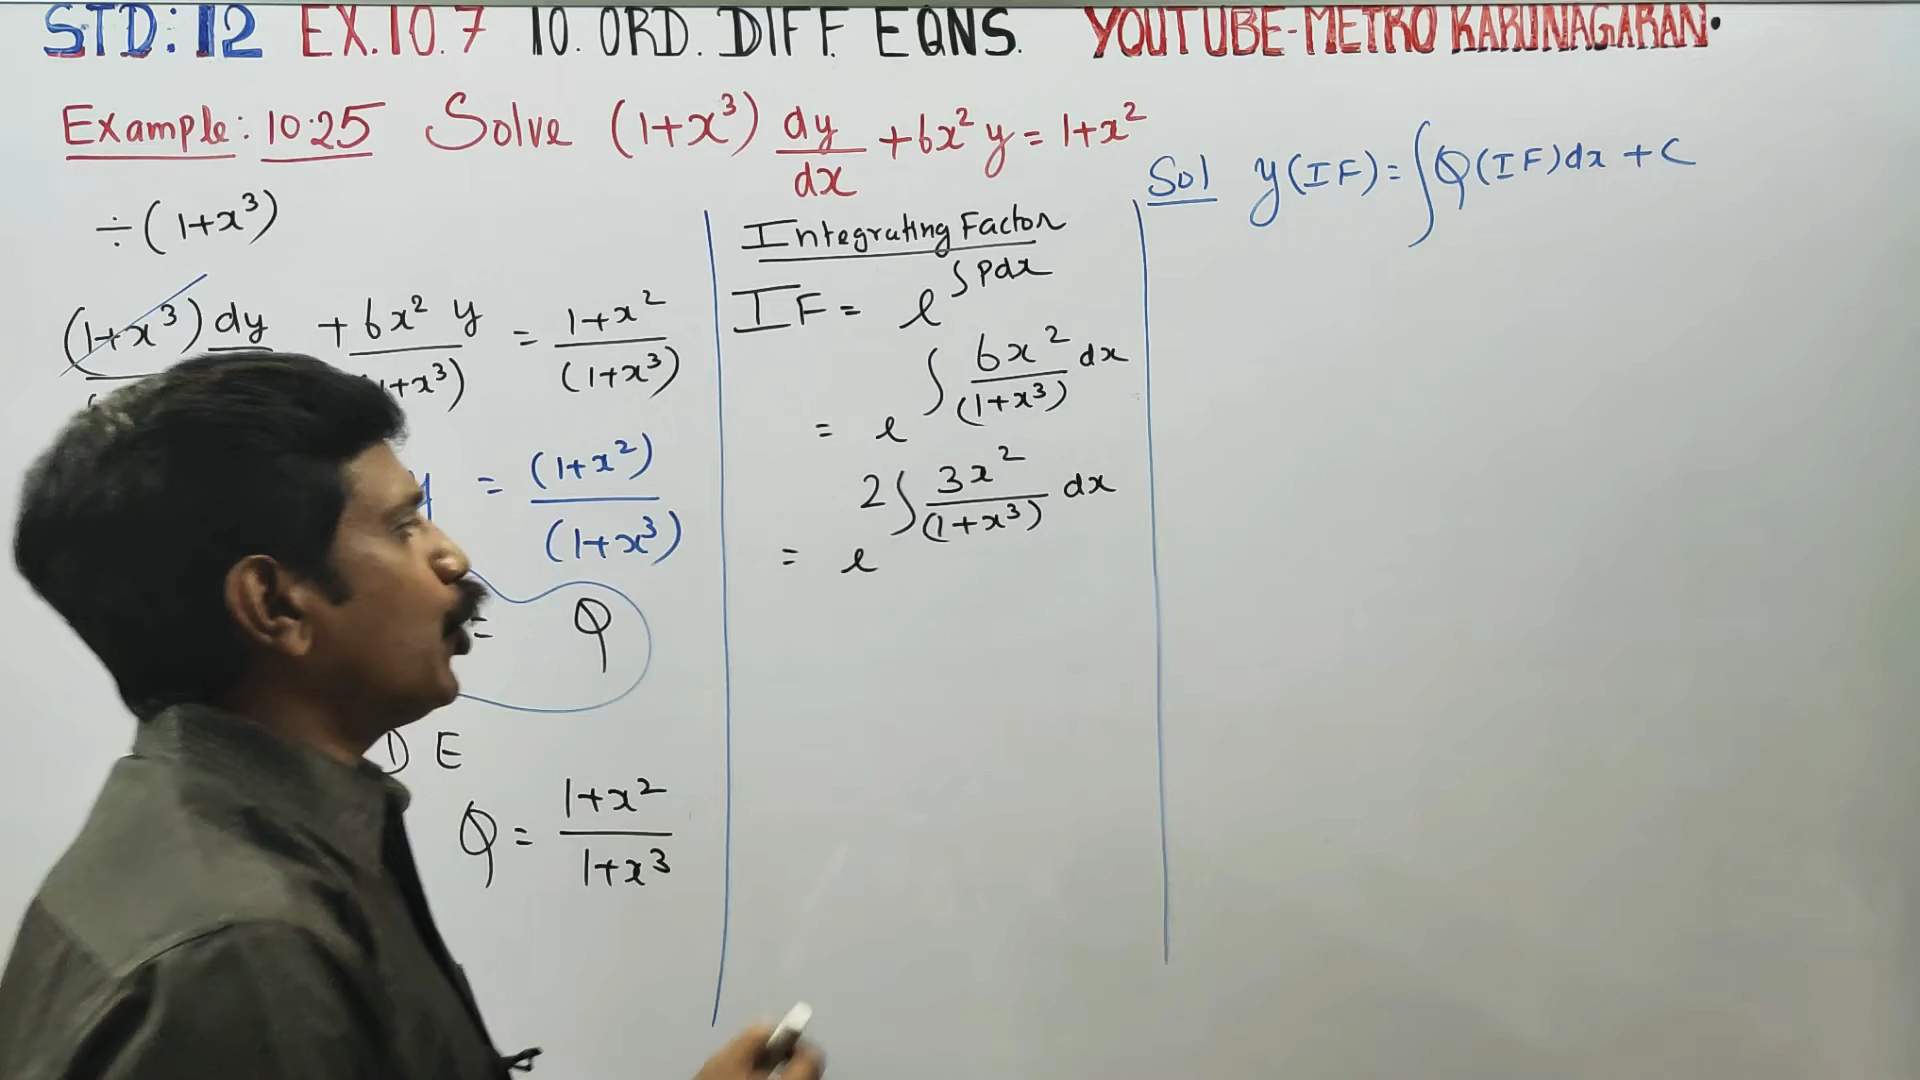 STD: 12 EX.10.7 10. ORD. DIFF. EQNS. YOUTUBE-METRO KARUNAGARAN.
Example: 10.25 Solve (1+x³) dy/dx + 6x² y = 1+x²
÷ (1+x³)
(1+x³) dy + 6x² y = 1+x²
+x³) (1+x³)
y = (1+x²)
(1+x³)
= Q
D E
Q = 1+x²
1+x³
Integrating Factor
IF = e^∫Pdx
= e^∫ 6x²/(1+x³) dx
= e^2∫ 3x²/(1+x³) dx
Sol y(IF) = ∫Q(IF)dx + C